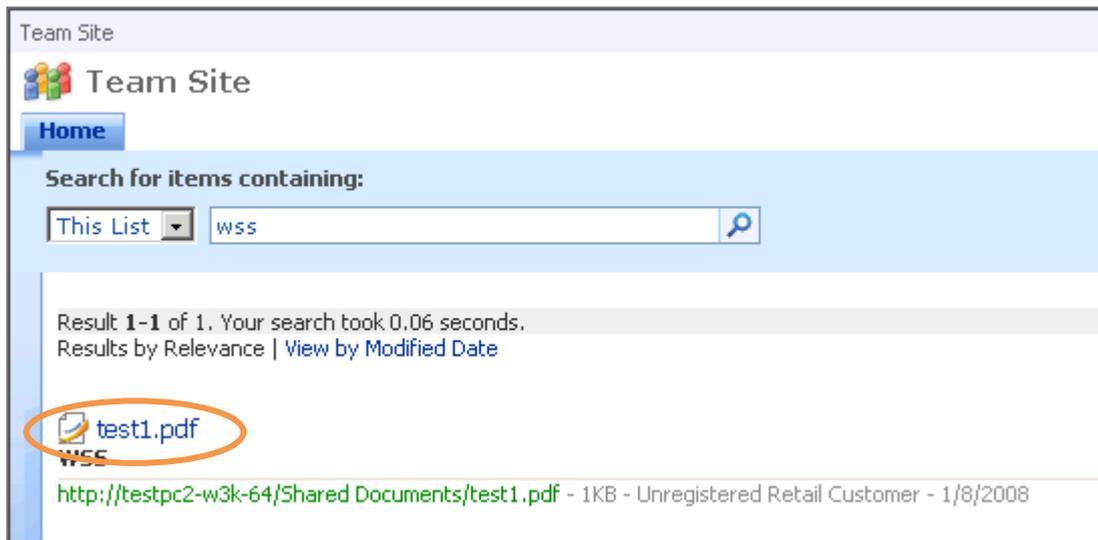 Team Site
Team Site
Home
Search for items containing:
This List wss
Result 1-1 of 1. Your search took 0.06 seconds.
Results by Relevance | View by Modified Date
test1.pdf
wss
http://testpc2-w3k-64/Shared Documents/test1.pdf - 1KB - Unregistered Retail Customer - 1/8/2008